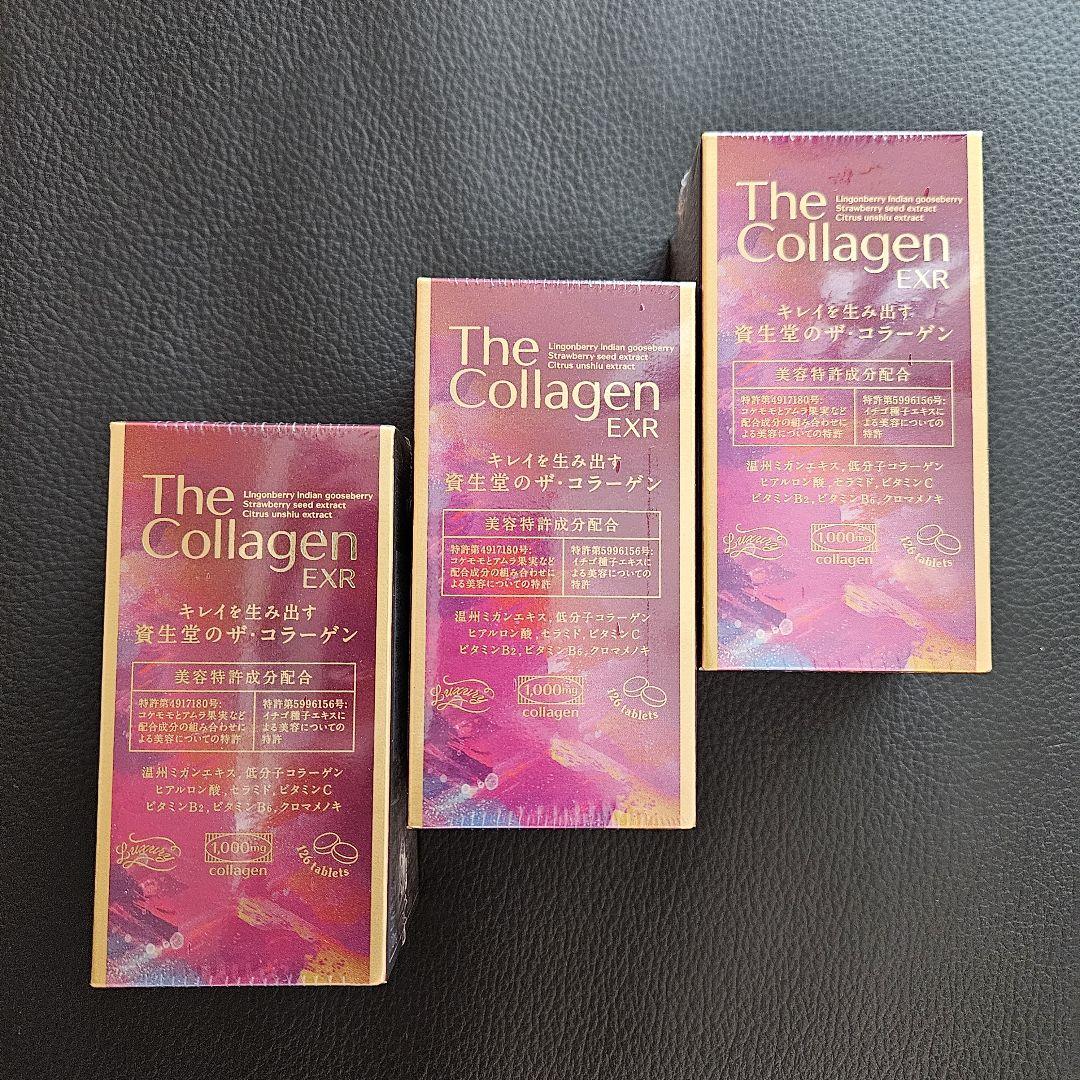 The
Lingonberry Indian gooseberry
Strawberry seed extract
Citrus unshiu extract
Collagen
EXR
キレイを生み出す
資生堂のザ・コラーゲン
美容特許成分配合
特許第4917180号:
コケモモとアムラ果実など
配合成分の組み合わせに
よる美容についての特許
特許第5996156号:
イチゴ種子エキスに
よる美容についての
特許
温州ミカンエキス,低分子コラーゲン
ヒアルロン酸,セラミド,ビタミンC
ビタミンB2,ビタミンB6,クロマメノキ
Luxury
1,000mg
collagen
126 tablets
The
Lingonberry Indian gooseberry
Strawberry seed extract
Citrus unshiu extract
Collagen
EXR
キレイを生み出す
資生堂のザ・コラーゲン
美容特許成分配合
特許第4917180号:
コケモモとアムラ果実など
配合成分の組み合わせに
よる美容についての特許
特許第5996156号:
イチゴ種子エキスに
よる美容についての
特許
温州ミカンエキス,低分子コラーゲン
ヒアルロン酸,セラミド,ビタミンC
ビタミンB2,ビタミンB6,クロマメノキ
Luxury
1,000mg
collagen
126 tablets
The
Lingonberry Indian gooseberry
Strawberry seed extract
Citrus unshiu extract
Collagen
EXR
キレイを生み出す
資生堂のザ・コラーゲン
美容特許成分配合
特許第4917180号:
コケモモとアムラ果実など
配合成分の組み合わせに
よる美容についての特許
特許第5996156号:
イチゴ種子エキスに
よる美容についての
特許
温州ミカンエキス,低分子コラーゲン
ヒアルロン酸,セラミド,ビタミンC
ビタミンB2,ビタミンB6,クロマメノキ
Luxury
1,000mg
collagen
126 tablets